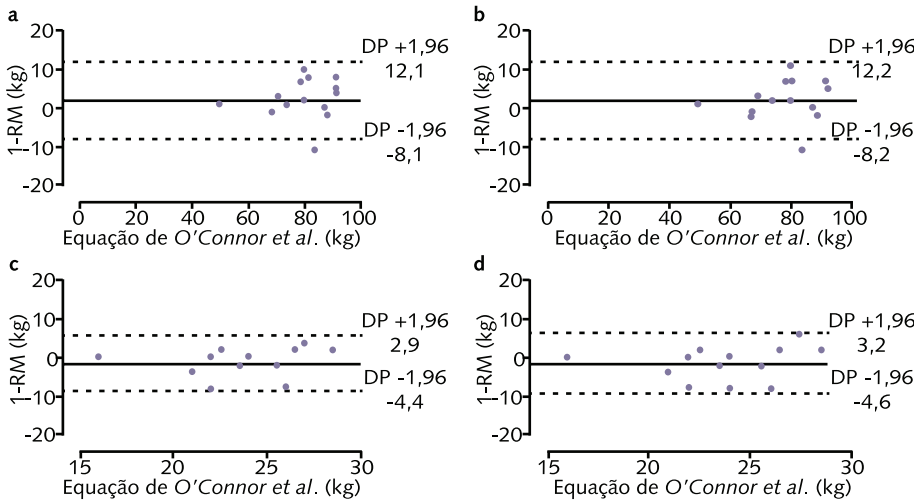 a
20
10
0
-10
-20
1-RM (kg)
DP +1,96
12,1
DP -1,96
-8,1
0 20 40 60 80 100
Equação de O'Connor et al. (kg)
b
20
10
0
-10
-20
1-RM (kg)
DP +1,96
12,2
DP -1,96
-8,2
0 20 40 60 80 100
Equação de O'Connor et al. (kg)
c
20
10
0
-10
-20
1-RM (kg)
DP +1,96
2,9
DP -1,96
-4,4
15 20 25 30
Equação de O'Connor et al. (kg)
d
20
10
0
-10
-20
1-RM (kg)
DP +1,96
3,2
DP -1,96
-4,6
15 20 25 30
Equação de O'Connor et al. (kg)